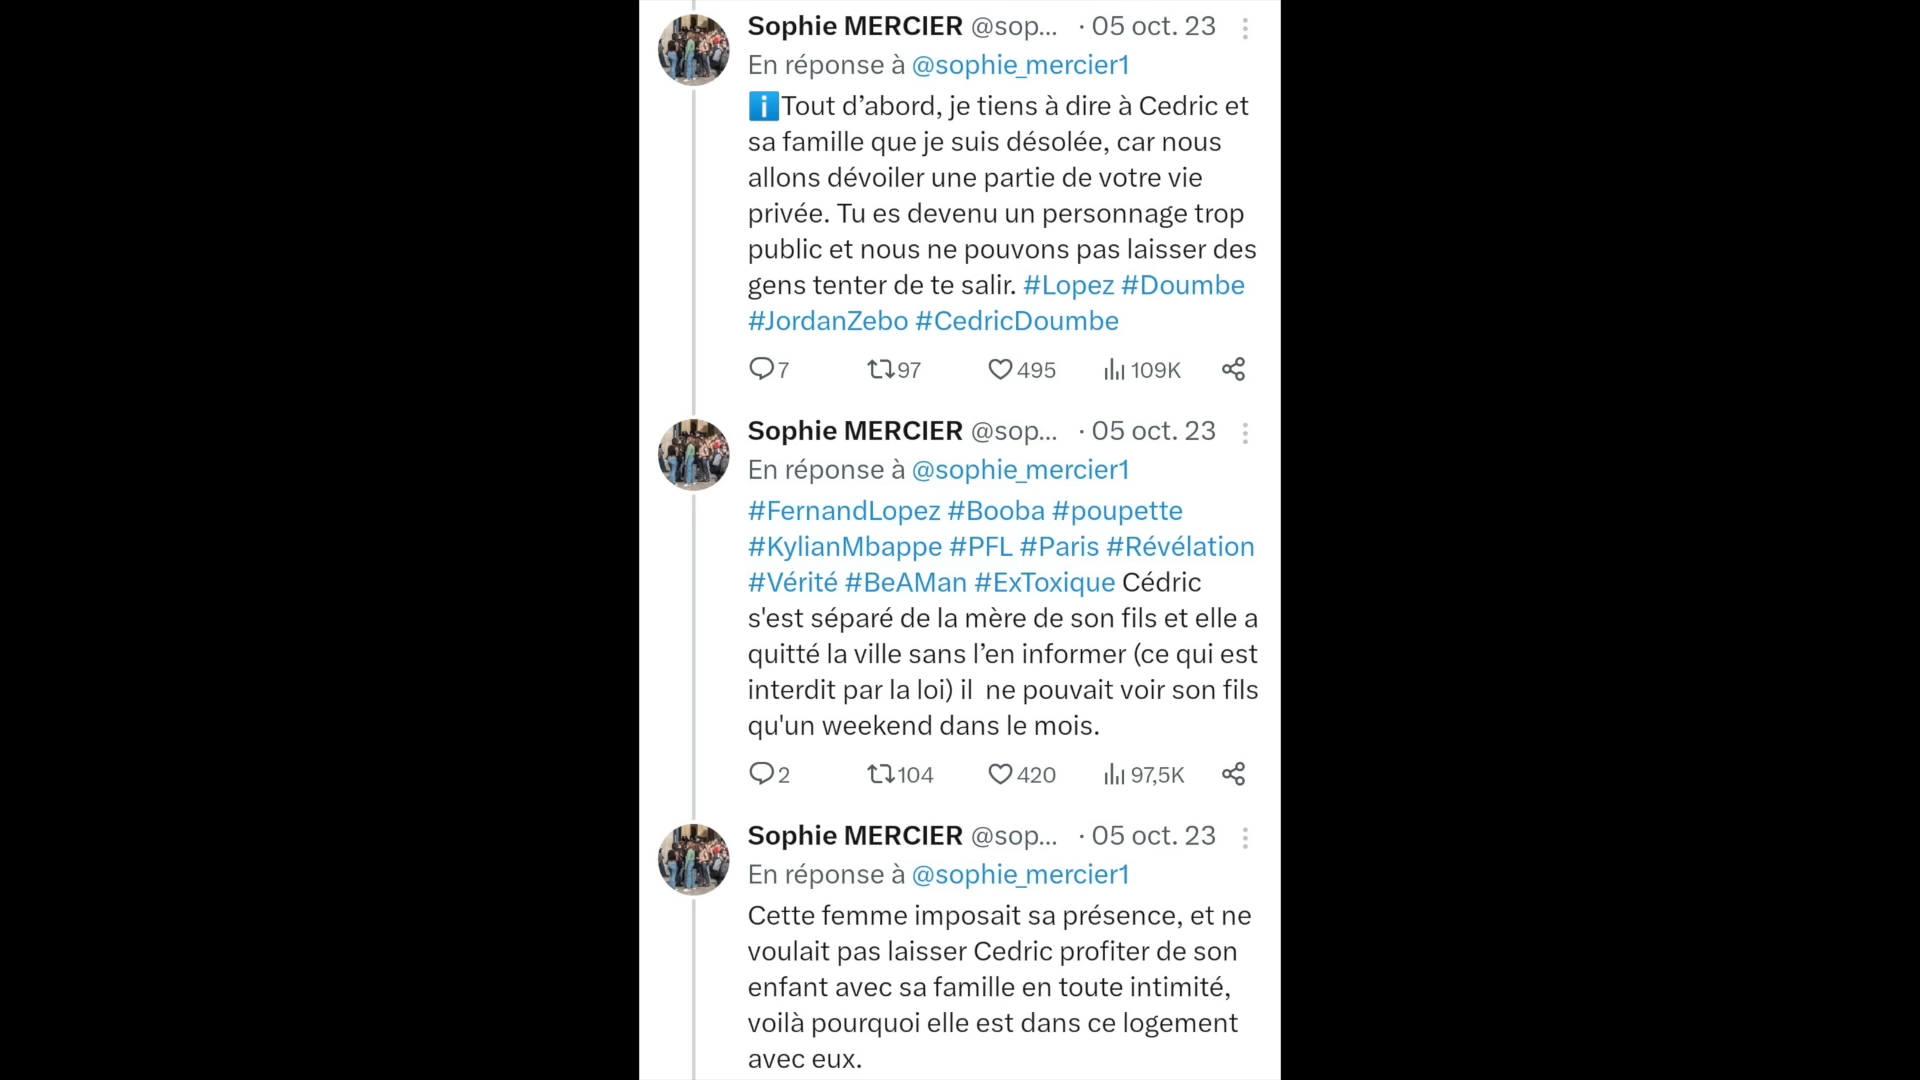 Sophie MERCIER @sop... · 05 oct. 23
En réponse à @sophie_mercier1
ℹ️Tout d’abord, je tiens à dire à Cedric et
sa famille que je suis désolée, car nous
allons dévoiler une partie de votre vie
privée. Tu es devenu un personnage trop
public et nous ne pouvons pas laisser des
gens tenter de te salir. #Lopez #Doumbe
#JordanZebo #CedricDoumbe
7 97 495 109K
Sophie MERCIER @sop... · 05 oct. 23
En réponse à @sophie_mercier1
#FernandLopez #Booba #poupette
#KylianMbappe #PFL #Paris #Révélation
#Vérité #BeAMan #ExToxique Cédric
s'est séparé de la mère de son fils et elle a
quitté la ville sans l’en informer (ce qui est
interdit par la loi) il  ne pouvait voir son fils
qu'un weekend dans le mois.
2 104 420 97,5K
Sophie MERCIER @sop... · 05 oct. 23
En réponse à @sophie_mercier1
Cette femme imposait sa présence, et ne
voulait pas laisser Cedric profiter de son
enfant avec sa famille en toute intimité,
voilà pourquoi elle est dans ce logement
avec eux.